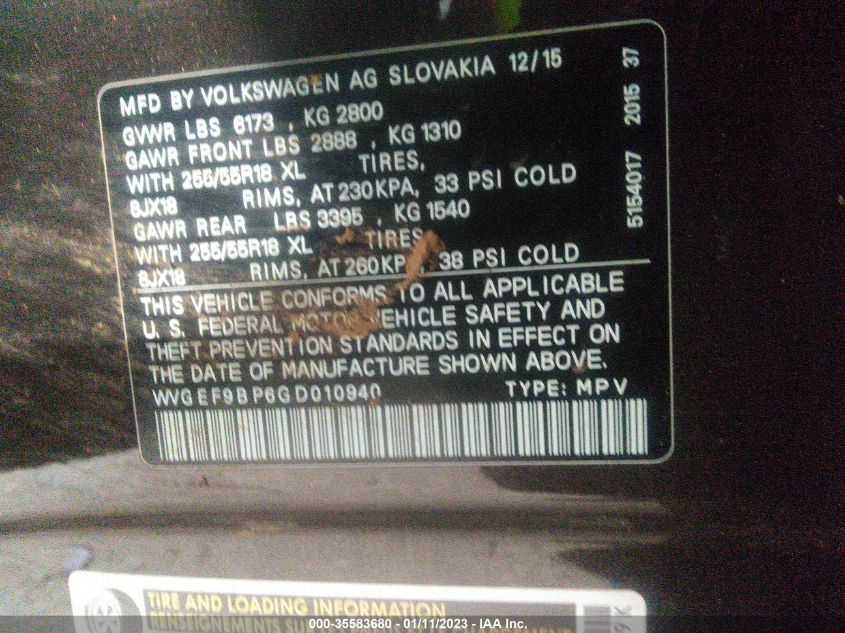 MFD BY VOLKSWAGEN AG SLOVAKIA 12/15
GVWR LBS 6173 , KG 2800
GAWR FRONT LBS 2888 , KG 1310
WITH 255/55R18 XL TIRES,
8JX18 RIMS, AT 230KPA, 33 PSI COLD
GAWR REAR LBS 3395 , KG 1540
WITH 255/55R18 XL TIRES
8JX18 RIMS, AT 260KP , 38 PSI COLD
5154017 2015 37
THIS VEHICLE CONFORMS TO ALL APPLICABLE
U. S. FEDERAL MOTOR VEHICLE SAFETY AND
THEFT PREVENTION STANDARDS IN EFFECT ON
THE DATE OF MANUFACTURE SHOWN ABOVE.
WVGEF9BP6GD010940 TYPE: MPV
TIRE AND LOADING INFORMATION
RENSEIGNEMENTS
000-35583680 - 01/11/2023 - IAA Inc.